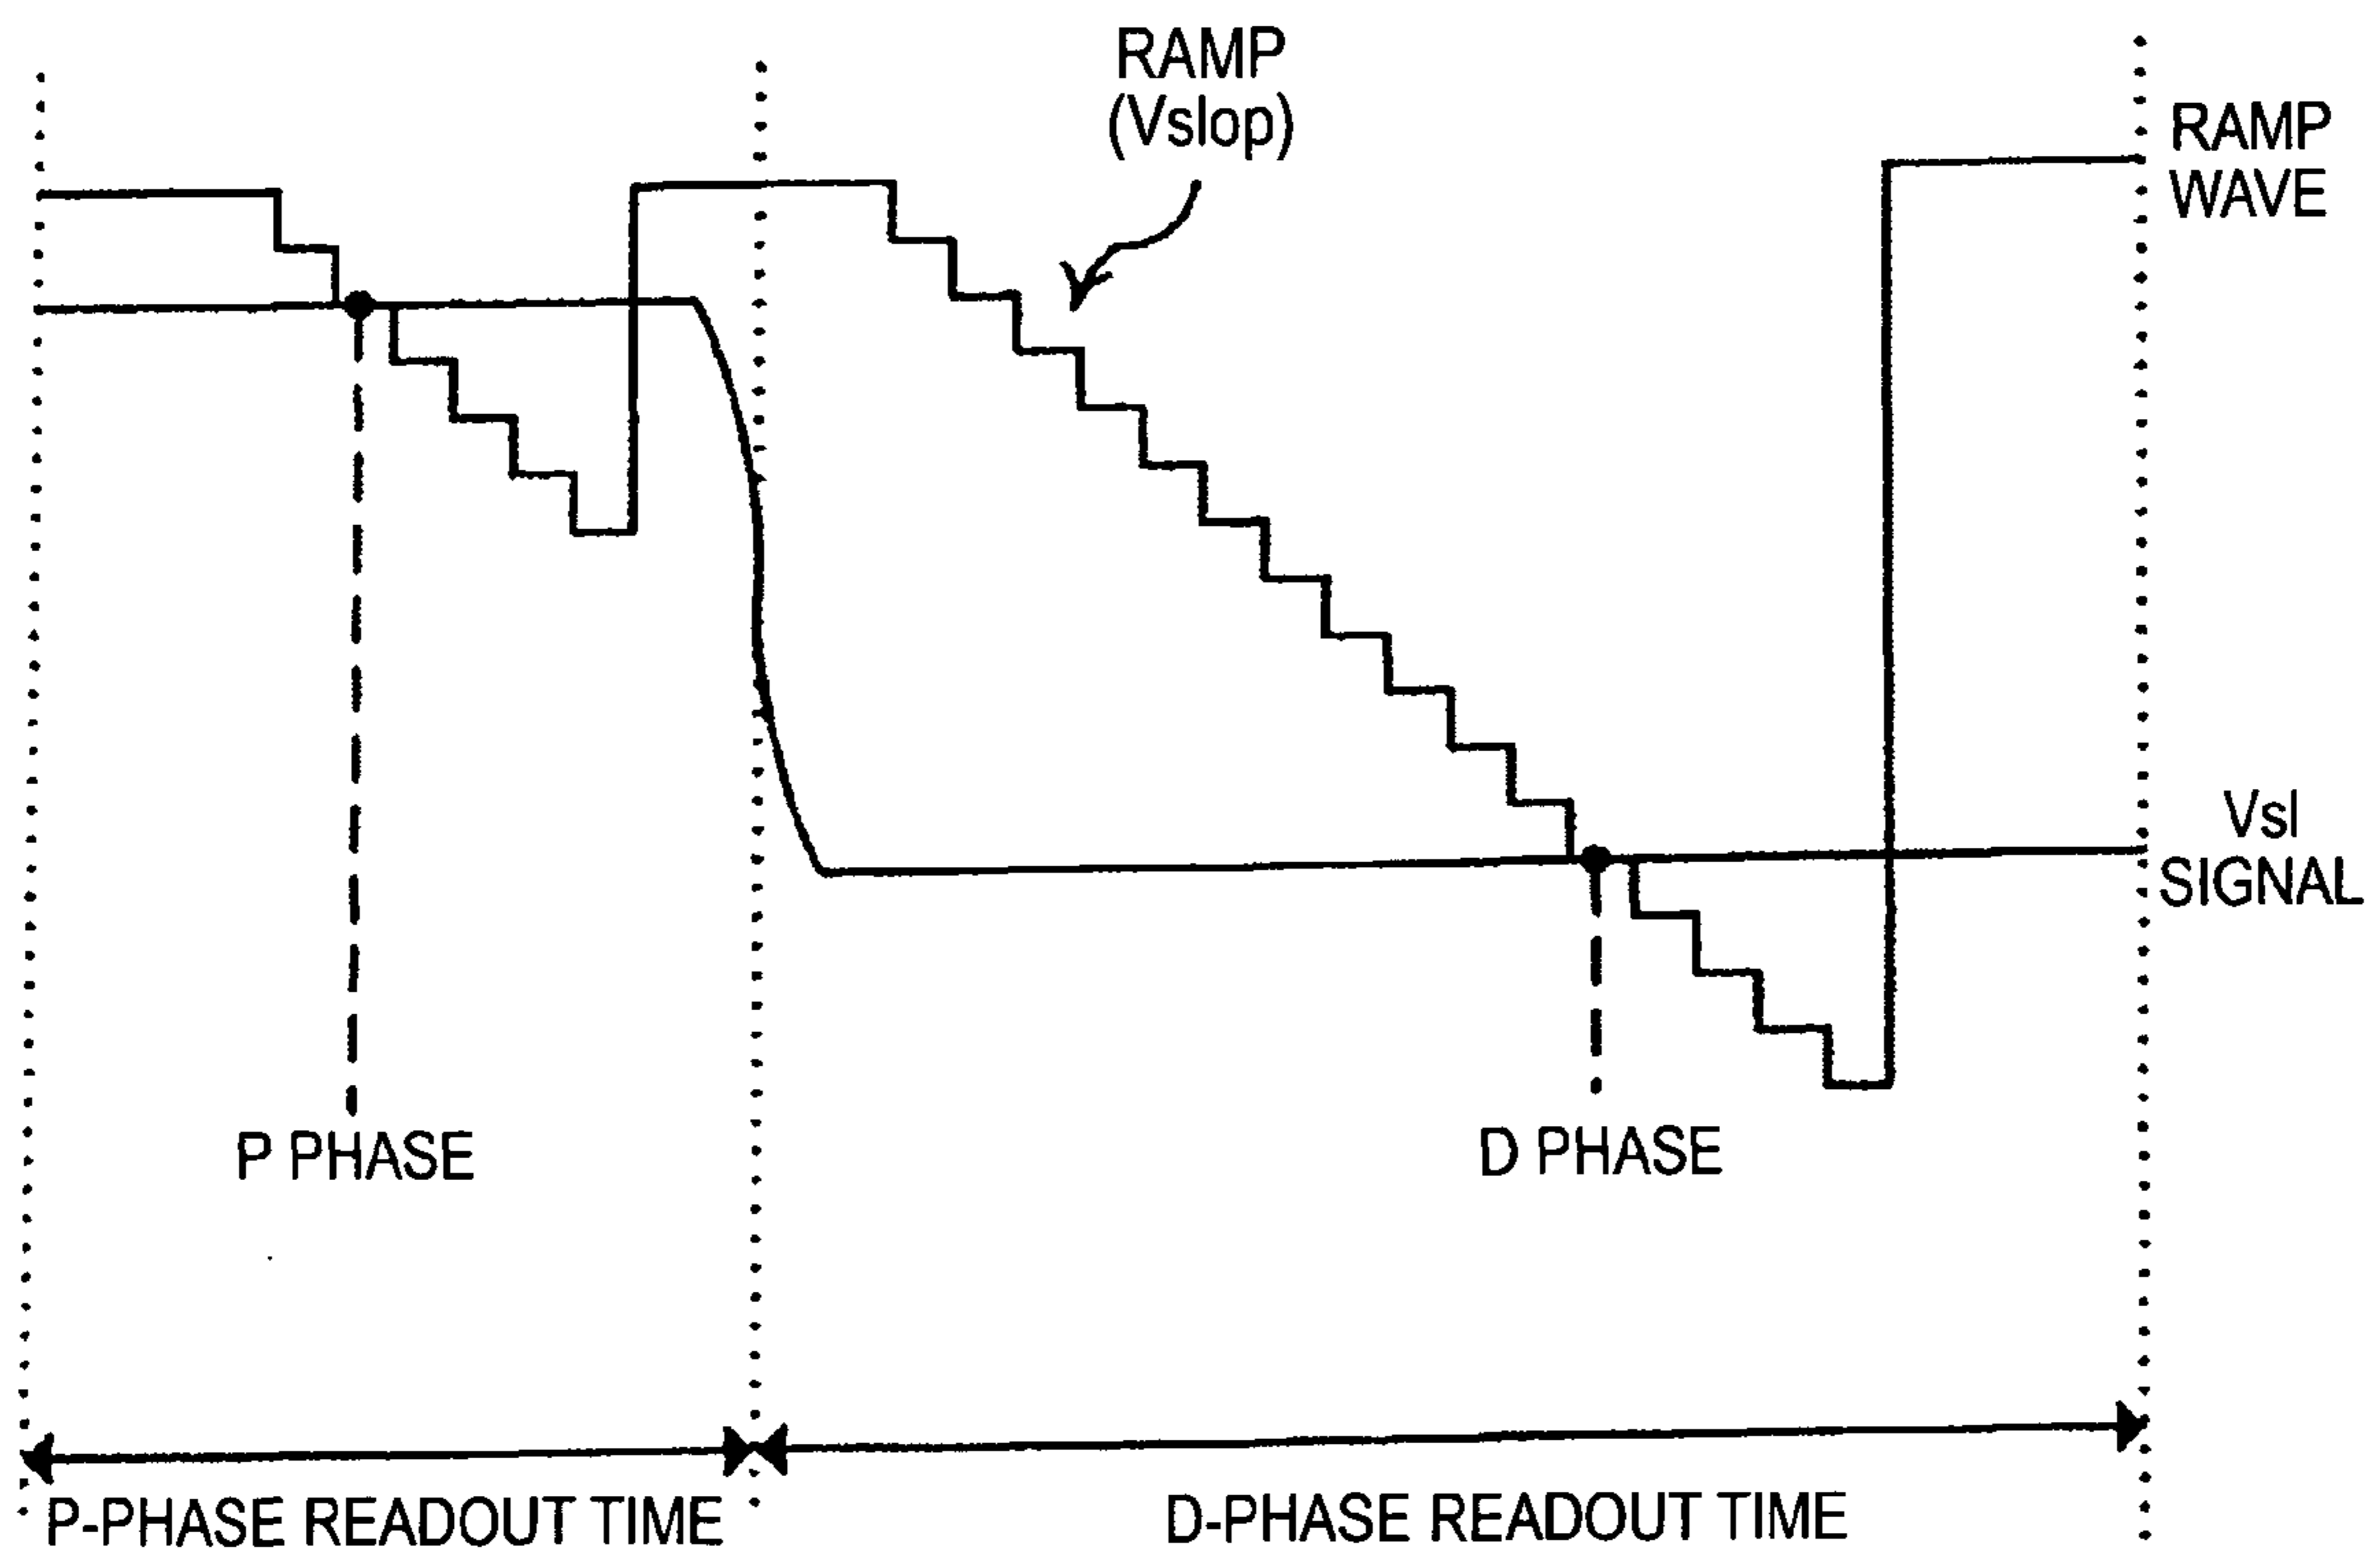 RAMP
(Vslop)
RAMP
WAVE
Vsl
SIGNAL
P PHASE
D PHASE
P-PHASE READOUT TIME
D-PHASE READOUT TIME